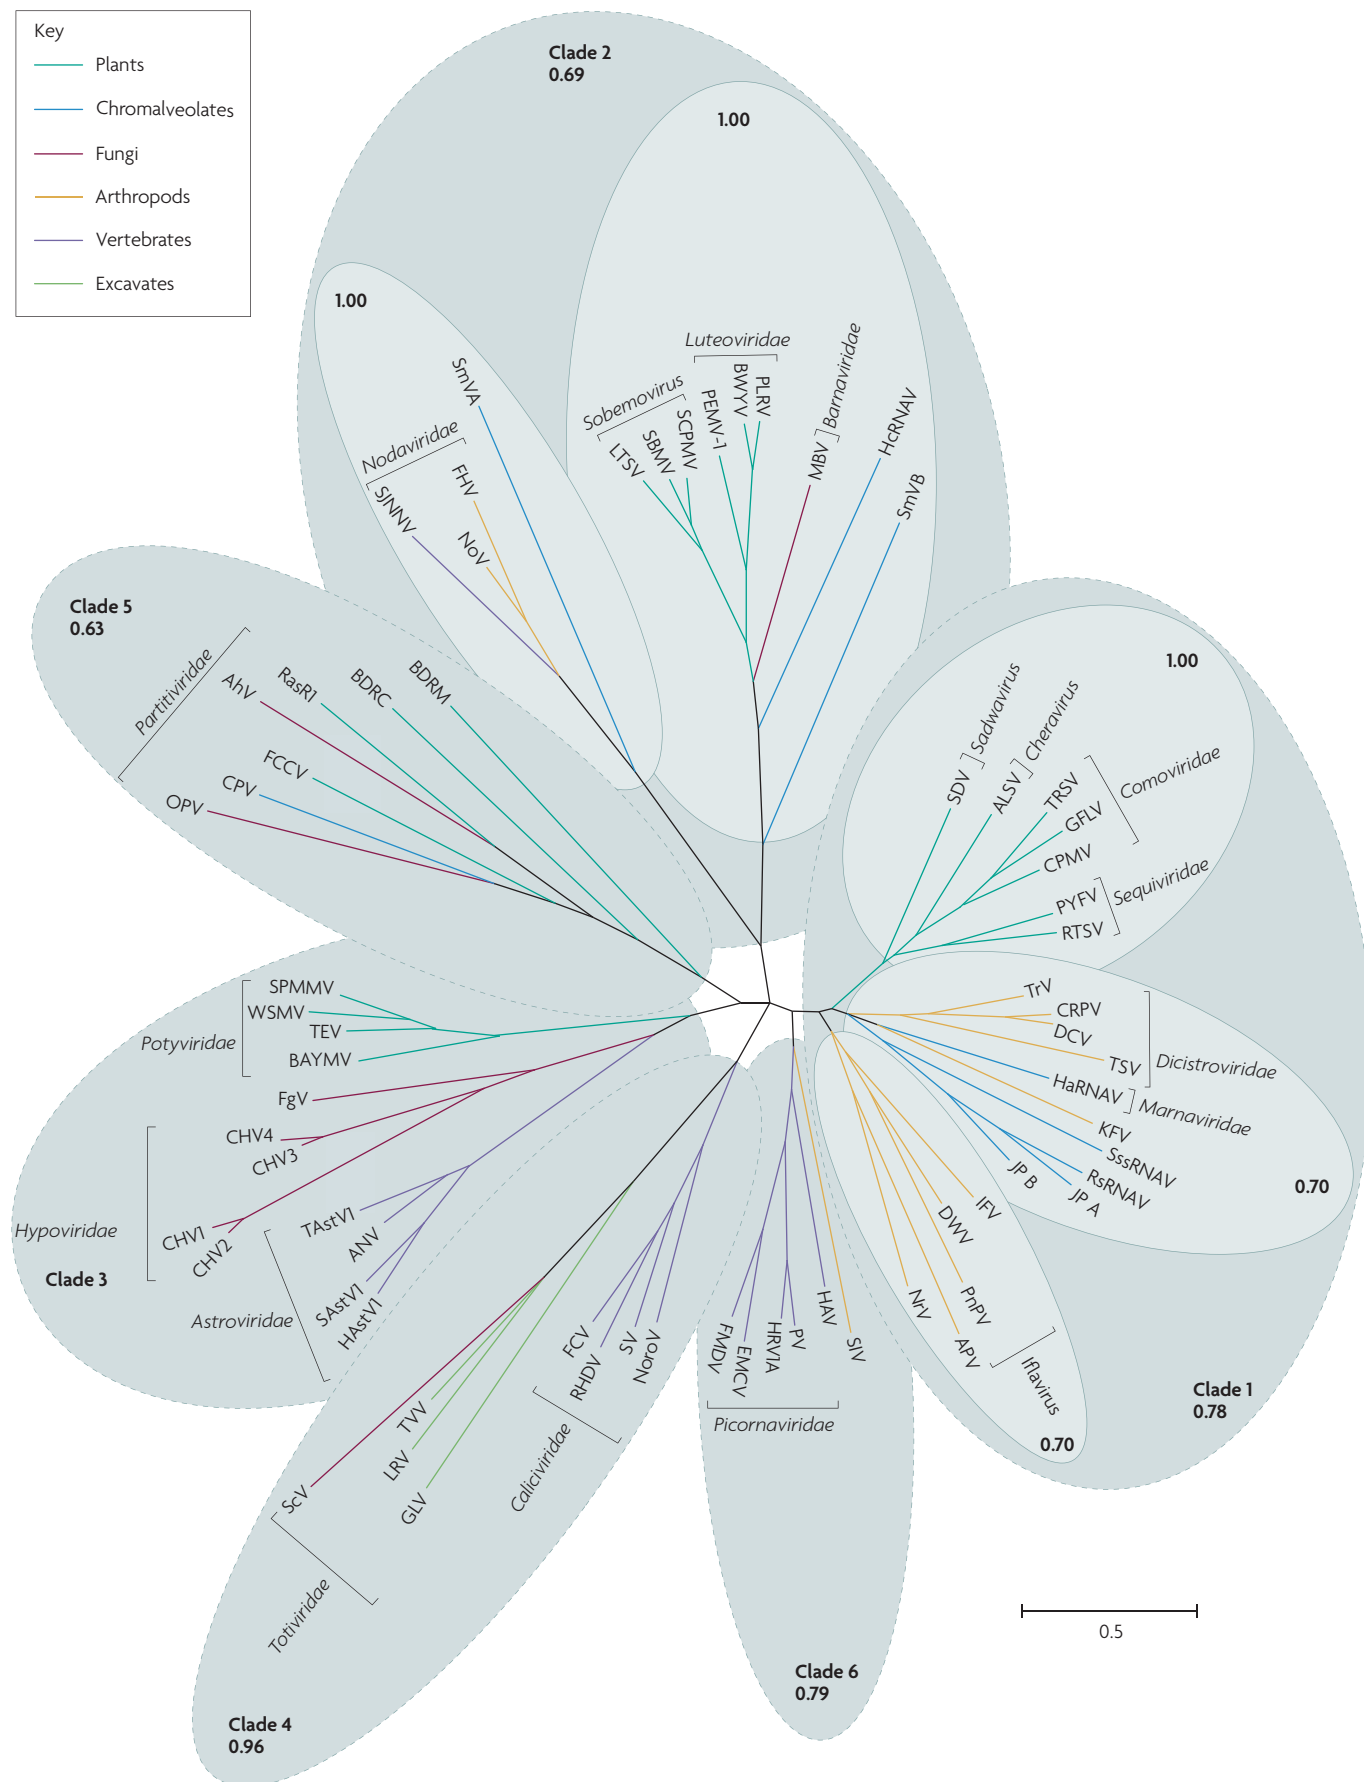 Key
Plants
Chromalveolates
Fungi
Arthropods
Vertebrates
Excavates
Clade 2
0.69
1.00
1.00
SmVA
Nodaviridae
SJNNV
FHV
NoV
Luteoviridae
Sobemovirus
LTSV
SBMV
SCPMV
PEMV-1
BWYV
PLRV
MBV
Barnaviridae
HcRNAV
SmVB
Clade 5
0.63
Partitiviridae
AhV
RasR1
BDRC
BDRM
FCCV
CPV
OPV
1.00
SDV
Sadwavirus
ALSV
Cheravirus
TRSV
GFLV
CPMV
Comoviridae
PYFV
RTSV
Sequiviridae
TrV
CRPV
DCV
TSV
Dicistroviridae
HaRNAV
Marnaviridae
KFV
SssRNAV
RsRNAV
JP A
JP B
0.70
IFV
DWV
PnPV
APV
NrV
Iflavirus
0.70
Clade 1
0.78
SPMMV
WSMV
TEV
BAYMV
Potyviridae
FgV
CHV4
CHV3
CHV1
CHV2
Hypoviridae
Clade 3
TAstV1
ANV
SAstV1
HAstV1
Astroviridae
FCV
RHDV
SV
NoroV
Caliciviridae
TVV
LRV
GLV
ScV
Totiviridae
Clade 4
0.96
FMDV
EMCV
HRV1A
PV
HAV
SIV
Picornaviridae
Clade 6
0.79
0.5